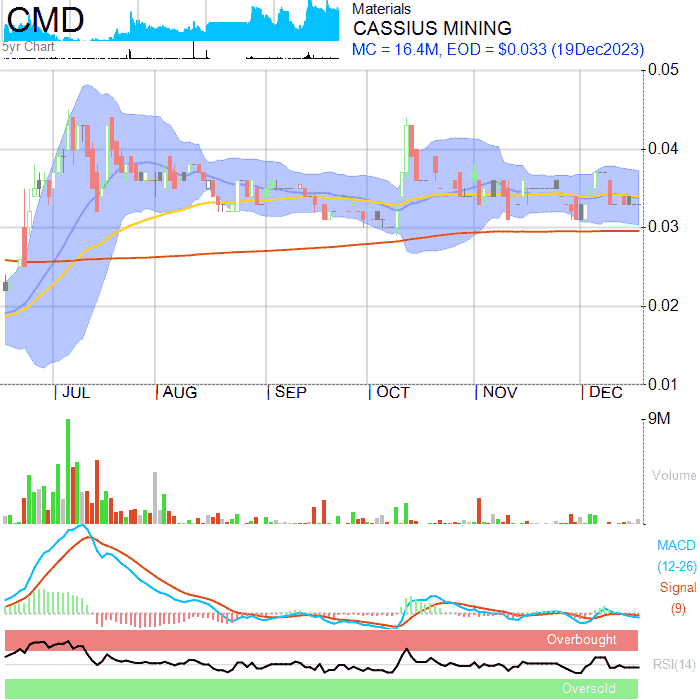 CMD
5yr Chart
Materials
CASSIUS MINING
MC = 16.4M, EOD = $0.033 (19Dec2023)
0.05
0.04
0.03
0.02
0.01
JUL AUG SEP OCT NOV DEC
9M
Volume
MACD
(12-26)
Signal
(9)
Overbought
RSI(14)
Oversold